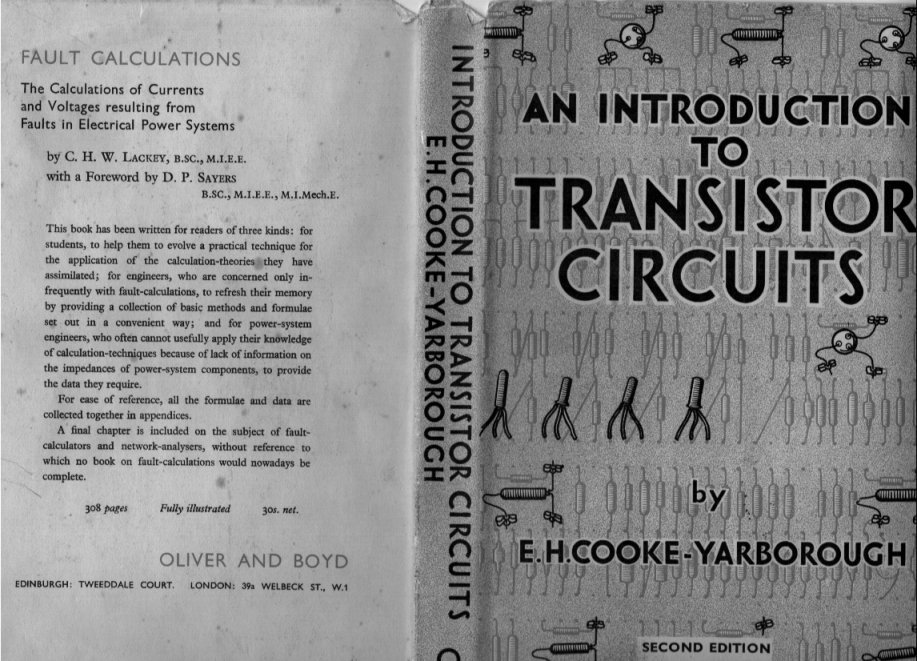 FAULT CALCULATIONS
The Calculations of Currents
and Voltages resulting from
Faults in Electrical Power Systems
by C. H. W. LACKEY, B.SC., M.I.E.E.
with a Foreword by D. P. SAYERS
B.SC., M.I.E.E., M.I.Mech.E.
This book has been written for readers of three kinds: for
students, to help them to evolve a practical technique for
the application of the calculation-theories they have
assimilated; for engineers, who are concerned only in-
frequently with fault-calculations, to refresh their memory
by providing a collection of basic methods and formulae
set out in a convenient way; and for power-system
engineers, who often cannot usefully apply their knowledge
of calculation-techniques because of lack of information on
the impedances of power-system components, to provide
the data they require.
For ease of reference, all the formulae and data are
collected together in appendices.
A final chapter is included on the subject of fault-
calculators and network-analysers, without reference to
which no book on fault-calculations would nowadays be
complete.
308 pages Fully illustrated 30s. net.
OLIVER AND BOYD
EDINBURGH: TWEEDDALE COURT. LONDON: 39a WELBECK ST., W.1
INTRODUCTION TO TRANSISTOR CIRCUITS
E.H.COOKE-YARBOROUGH
AN INTRODUCTION
TO
TRANSISTOR
CIRCUITS
by
E.H.COOKE-YARBOROUGH
SECOND EDITION